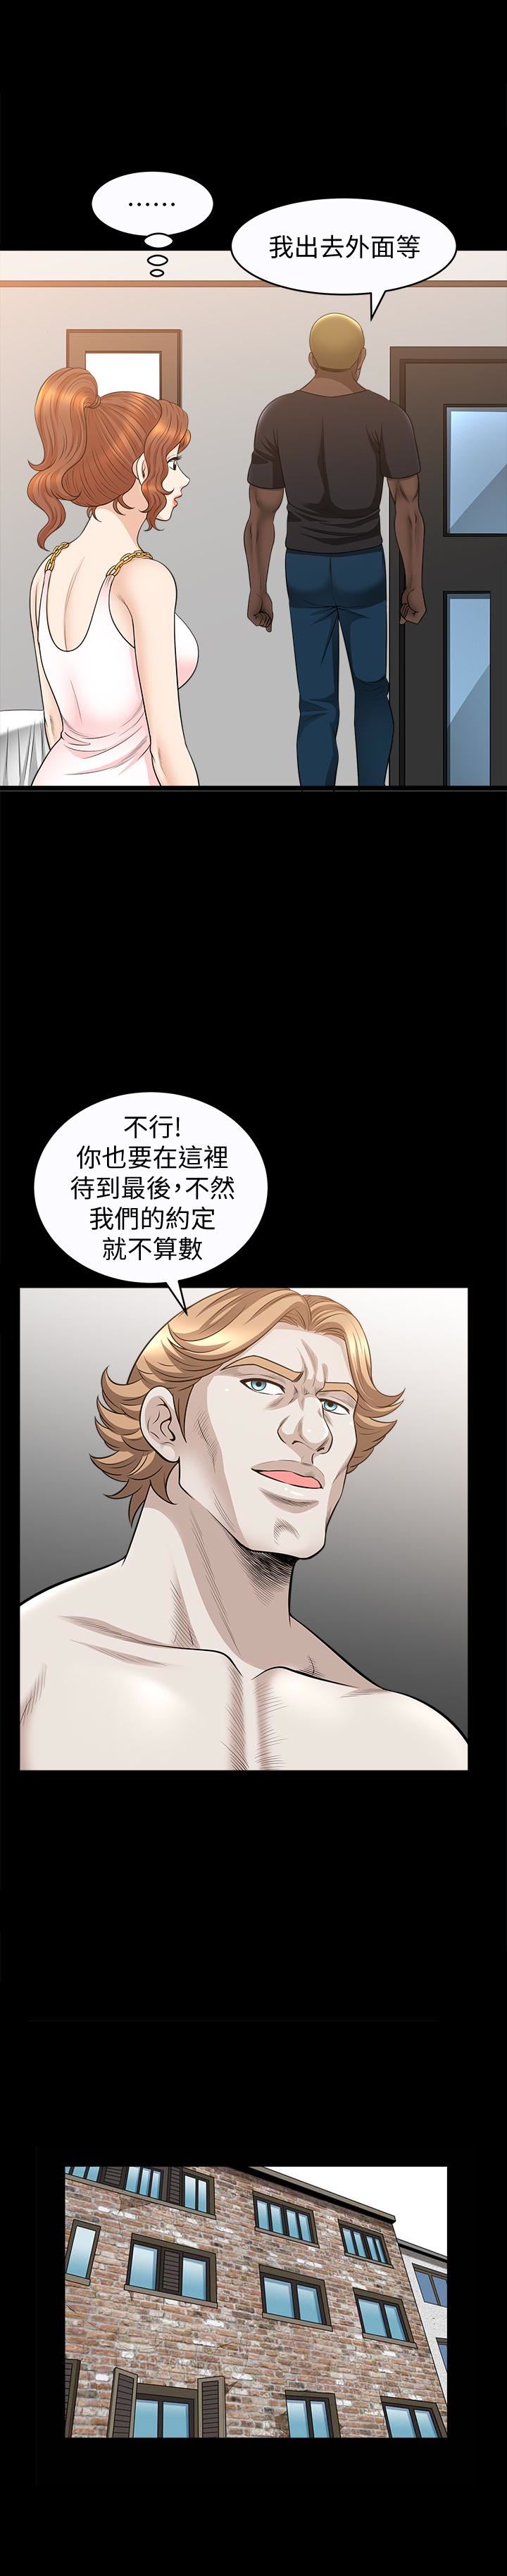 ……
我出去外面等
不行!
你也要在這裡
待到最後,不然
我們的約定
就不算數